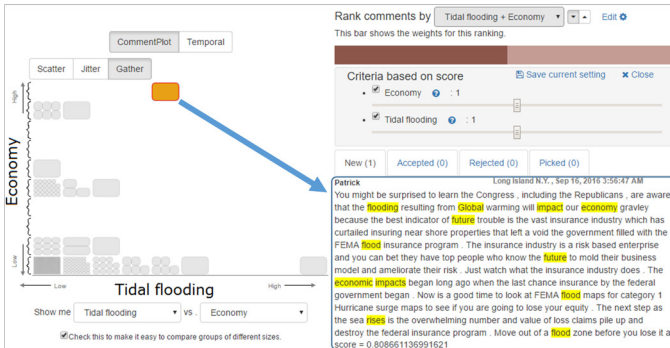 CommentPlot Temporal
Scatter Jitter Gather
High
Economy
Low
Low
High
Tidal flooding
Show me Tidal flooding vs . Economy
Check this to make it easy to compare groups of different sizes.
Rank comments by Tidal flooding + Economy Edit
This bar shows the weights for this ranking.
Criteria based on score Save current setting × Close
Economy ? : 1
Tidal flooding ? : 1
New (1) Accepted (0) Rejected (0) Picked (0)
Patrick Long Island N.Y. , Sep 16, 2016 3:56:47 AM
You might be surprised to learn the Congress , including the Republicans , are aware
that the flooding resulting from Global warming will impact our economy gravley
because the best indicator of future trouble is the vast insurance industry which has
curtailed insuring near shore properties that left a void the government filled with the
FEMA flood insurance program . The insurance industry is a risk based enterprise
and you can bet they have top people who know the future to mold their business
model and ameliorate their risk . Just watch what the insurance industry does . The
economic impacts began long ago when the last chance insurance by the federal
government began . Now is a good time to look at FEMA flood maps for category 1
Hurricane surge maps to see if you are going to lose your equity . The next step as
the sea rises is the overwhelming number and value of loss claims pile up and
destroy the federal insurance program . Move out of a flood zone before you lose it a
score = 0.808661136991621